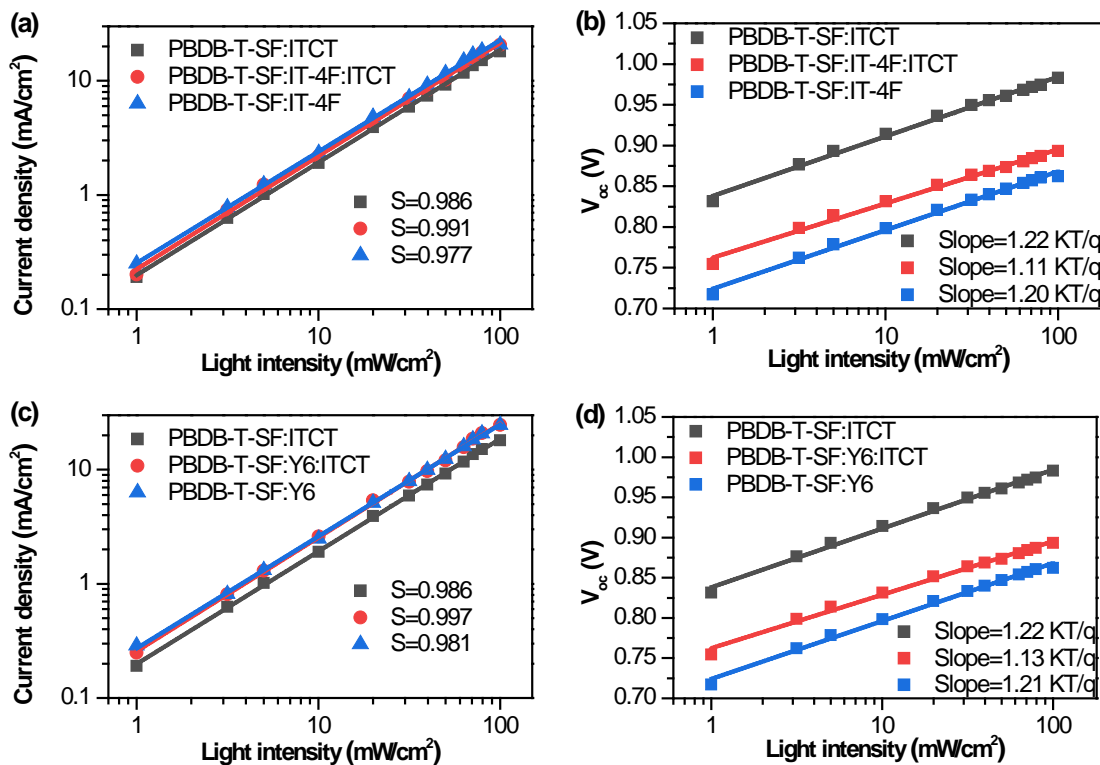 (a)
PBDB-T-SF:ITCT
PBDB-T-SF:IT-4F:ITCT
PBDB-T-SF:IT-4F
S=0.986
S=0.991
S=0.977
10
1
0.1
1
10
100
Current density (mA/cm²)
Light intensity (mW/cm²)
(b)
PBDB-T-SF:ITCT
PBDB-T-SF:IT-4F:ITCT
PBDB-T-SF:IT-4F
Slope=1.22 KT/q
Slope=1.11 KT/q
Slope=1.20 KT/q
1.05
1.00
0.95
0.90
0.85
0.80
0.75
0.70
1
10
100
Voc (V)
Light intensity (mW/cm²)
(c)
PBDB-T-SF:ITCT
PBDB-T-SF:Y6:ITCT
PBDB-T-SF:Y6
S=0.986
S=0.997
S=0.981
10
1
0.1
1
10
100
Current density (mA/cm²)
Light intensity (mW/cm²)
(d)
PBDB-T-SF:ITCT
PBDB-T-SF:Y6:ITCT
PBDB-T-SF:Y6
Slope=1.22 KT/q
Slope=1.13 KT/q
Slope=1.21 KT/q
1.05
1.00
0.95
0.90
0.85
0.80
0.75
0.70
1
10
100
Voc (V)
Light intensity (mW/cm²)